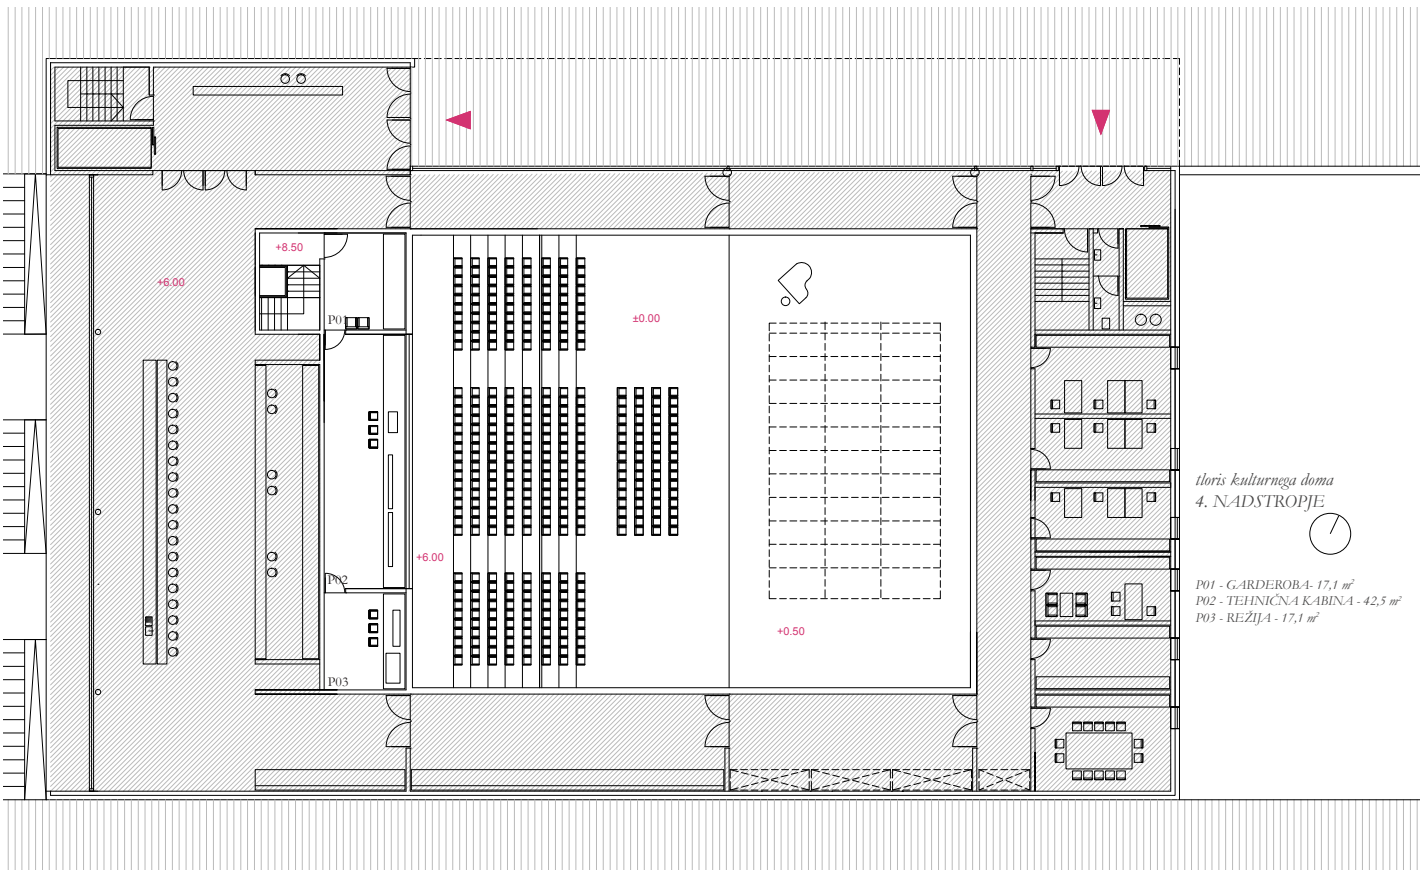 +8.50
+6.00
P01
±0.00
tloris kulturnega doma
4. NADSTROPJE
+6.00
P02
P01 - GARDEROBA- 17,1 m²
P02 - TEHNIČNA KABINA - 42,5 m²
P03 - REŽIJA - 17,1 m²
+0.50
P03